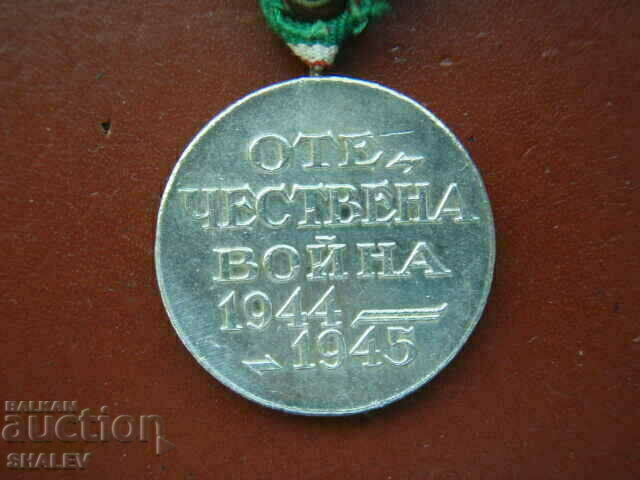 ОТЕ
ЧЕСТВЕНА
ВОЙНА
1944
1945
BALKAN
auction
SHALEV